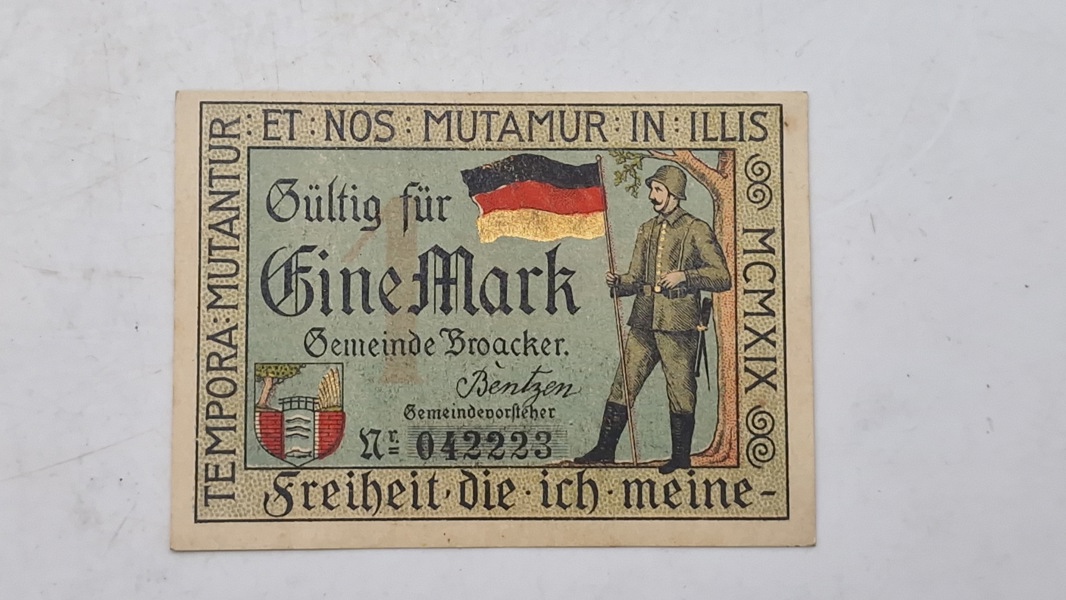 TEMPORA:MUTANTUR:ET:NOS:MUTAMUR:IN:ILLIS
MCMXIX
Gültig für
1
Eine Mark
Gemeinde Broacker.
Bentzen
Gemeindevorsteher
Nr. 042223
Freiheit·die·ich·meine-